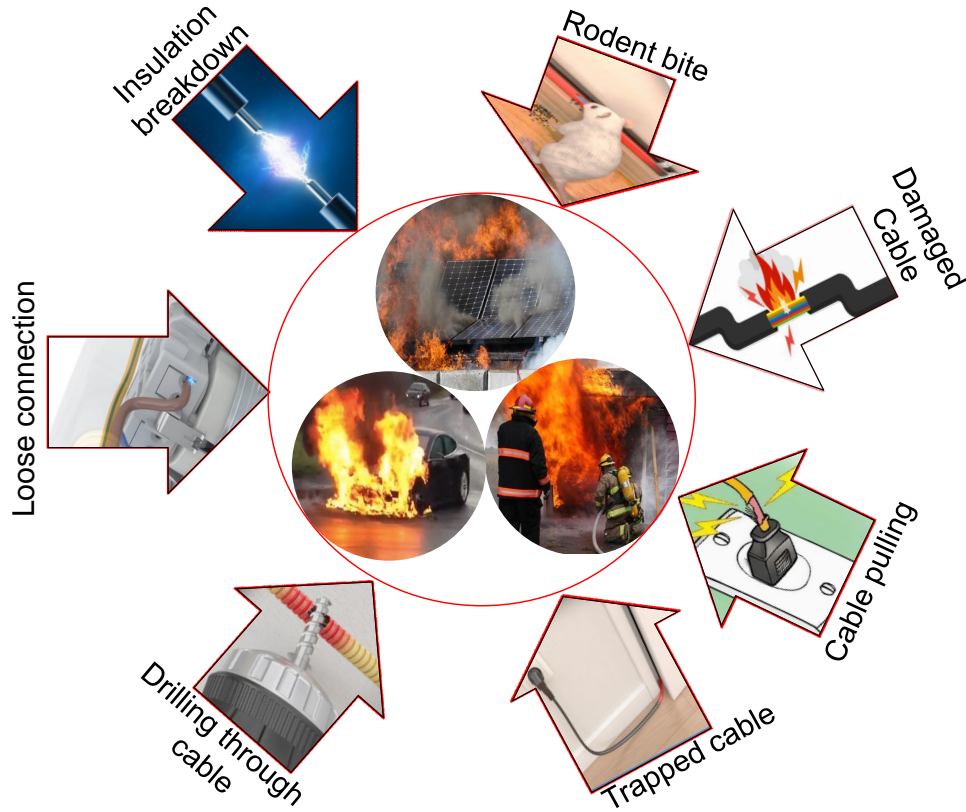 Insulation
breakdown
Rodent bite
Damaged
Cable
Loose connection
Cable pulling
Drilling through
cable
Trapped cable